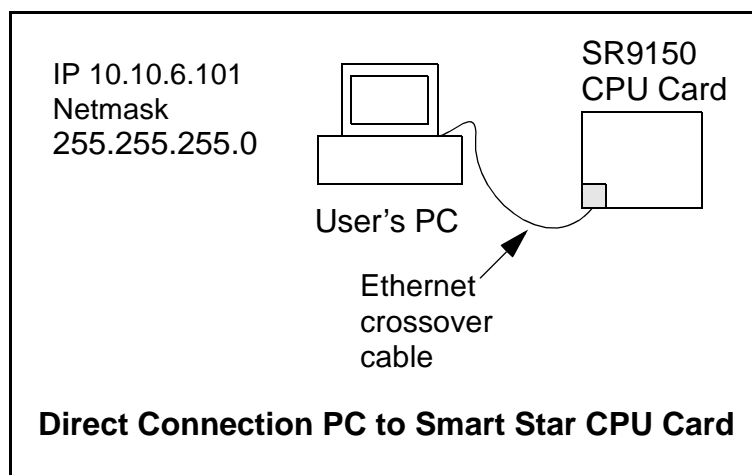 IP 10.10.6.101
Netmask
255.255.255.0
SR9150
CPU Card
User's PC
Ethernet
crossover
cable
Direct Connection PC to Smart Star CPU Card